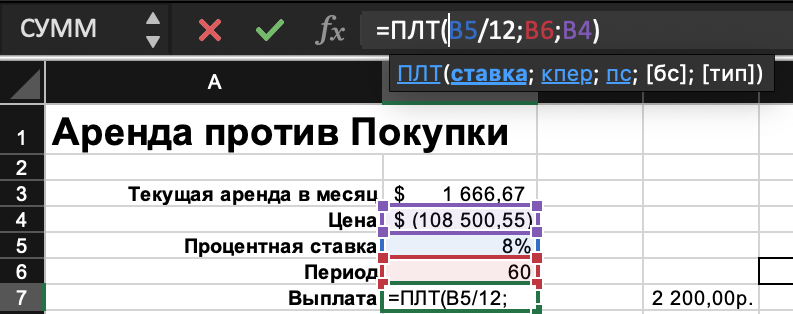 СУММ
fx
=ПЛТ(B5/12;B6;B4)
ПЛТ(ставка; кпер; пс; [бс]; [тип])
A
1 Аренда против Покупки
2
3 Текущая аренда в месяц $ 1 666,67
4 Цена $ (108 500,55)
5 Процентная ставка 8%
6 Период 60
7 Выплата =ПЛТ(B5/12; 2 200,00р.